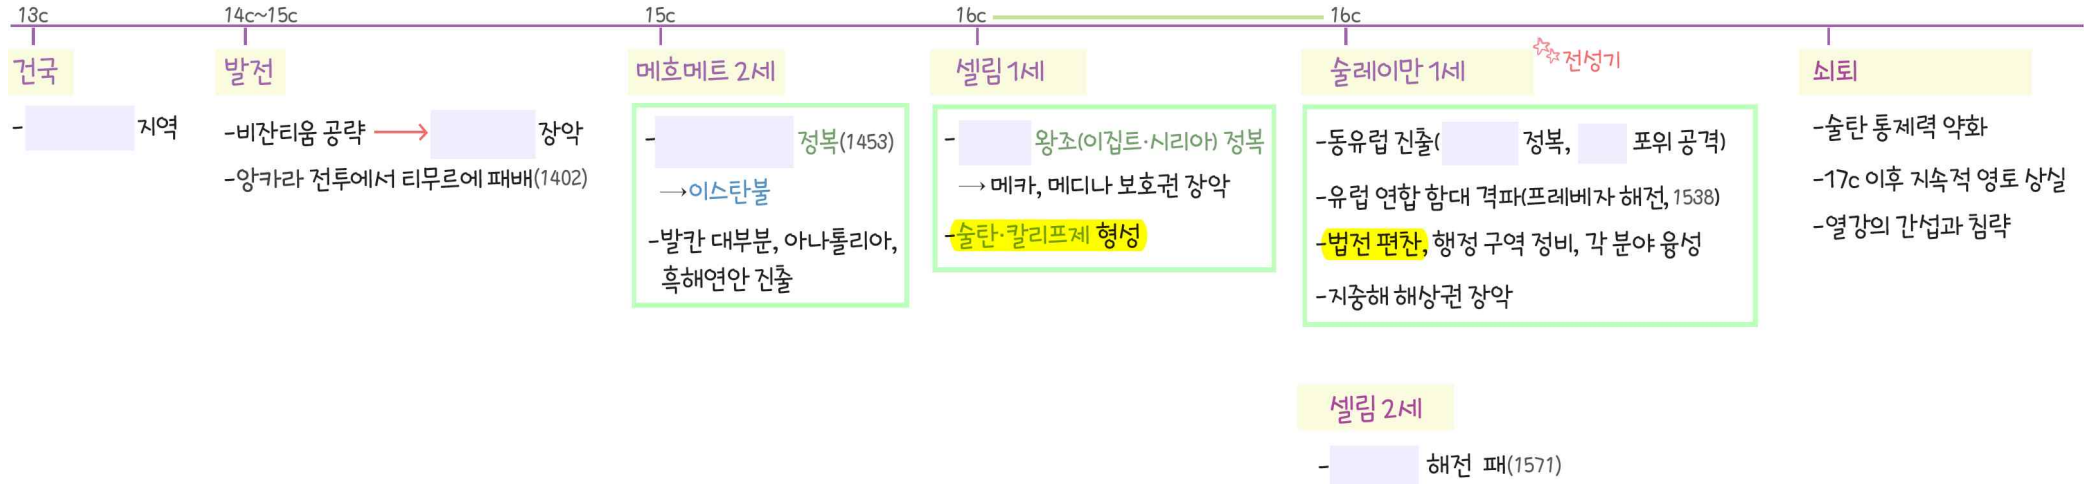 13c
건국
- 지역
14c~15c
발전
-비잔티움 공략 → 장악
-앙카라 전투에서 티무르에 패배(1402)
15c
메흐메트 2세
- 정복(1453)
→이스탄불
-발칸 대부분, 아나톨리아,
흑해연안 진출
16c
셀림 1세
- 왕조(이집트·시리아) 정복
→ 메카, 메디나 보호권 장악
-술탄·칼리프제 형성
16c
술레이만 1세
☆☆전성기
-동유럽 진출( 정복, 포위 공격)
-유럽 연합 함대 격파(프레베자 해전, 1538)
-법전 편찬, 행정 구역 정비, 각 분야 융성
-지중해 해상권 장악
셀림 2세
- 해전 패(1571)
쇠퇴
-술탄 통제력 약화
-17c 이후 지속적 영토 상실
-열강의 간섭과 침략